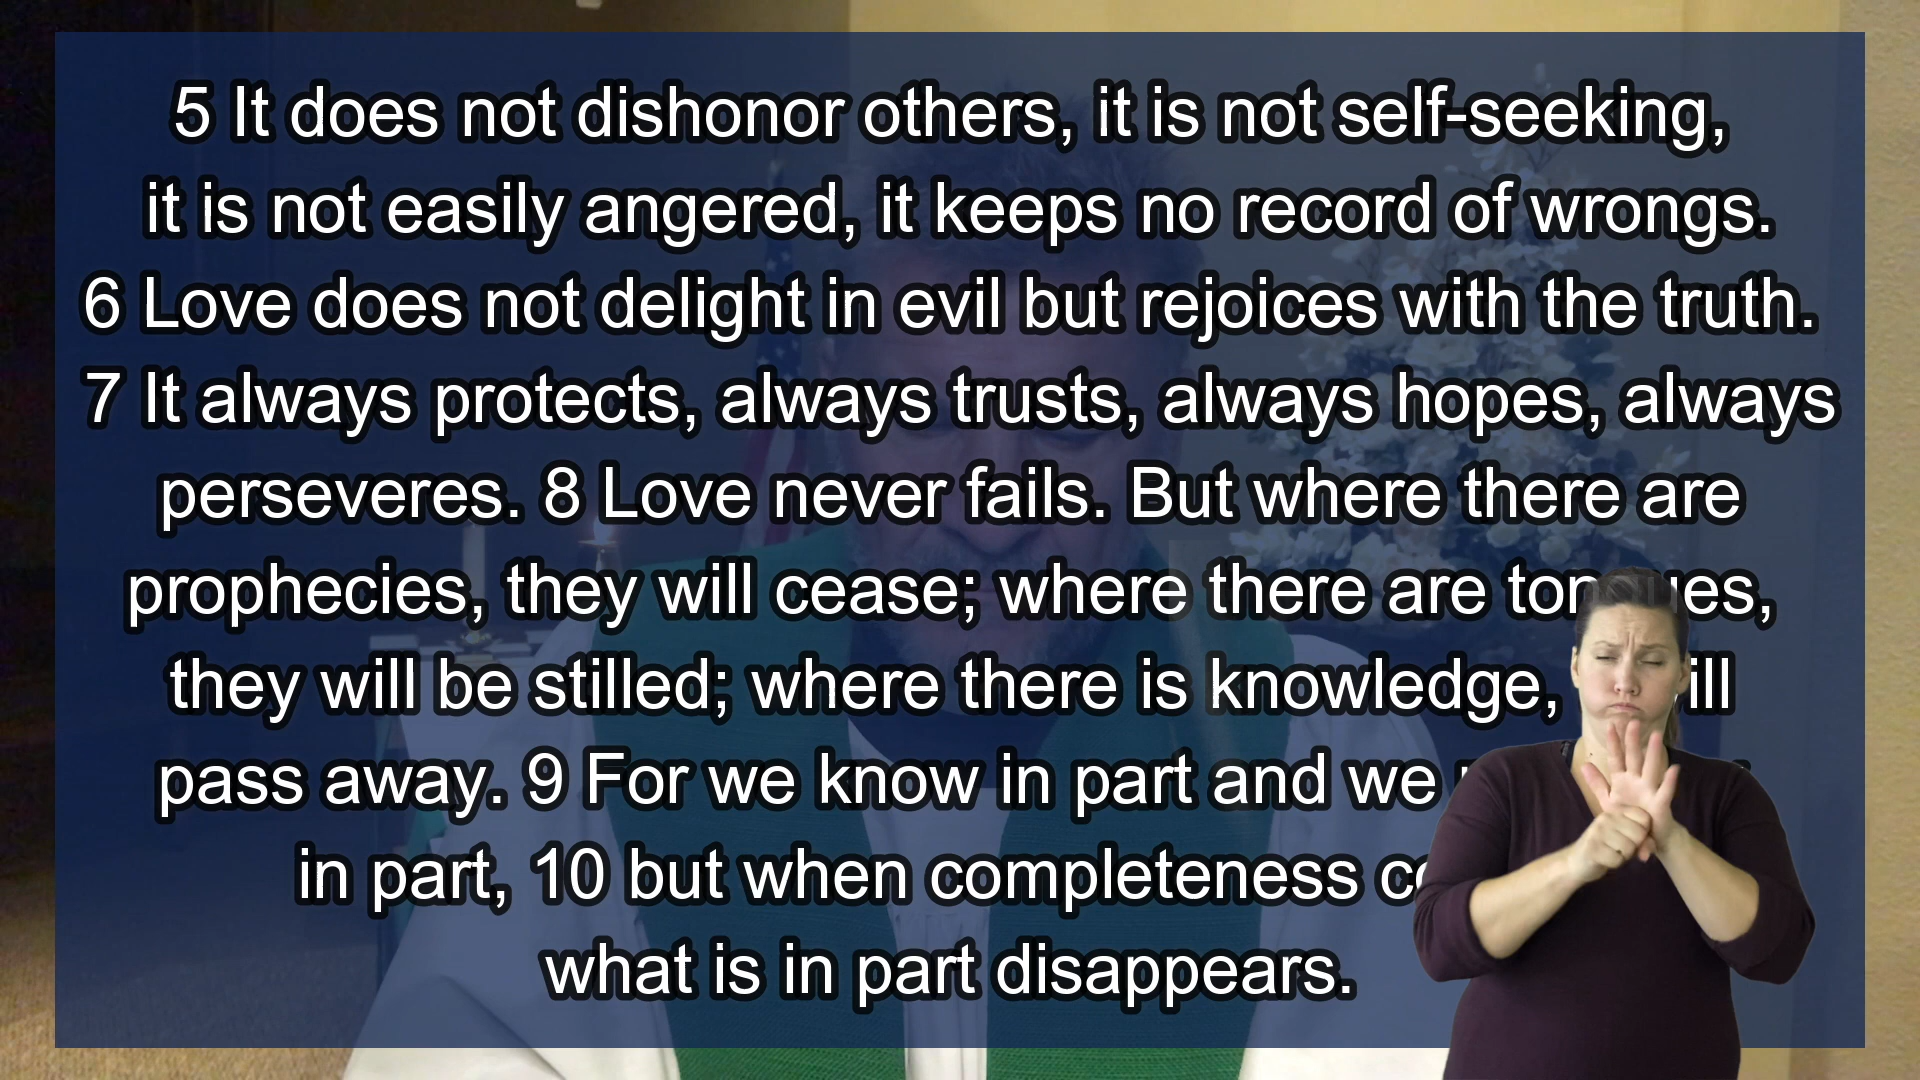 5 It does not dishonor others, it is not self-seeking,
it is not easily angered, it keeps no record of wrongs.
6 Love does not delight in evil but rejoices with the truth.
7 It always protects, always trusts, always hopes, always
perseveres. 8 Love never fails. But where there are
prophecies, they will cease; where there are tongues,
they will be stilled; where there is knowledge,
pass away. 9 For we know in part and we
in part, 10 but when completeness
what is in part disappears.